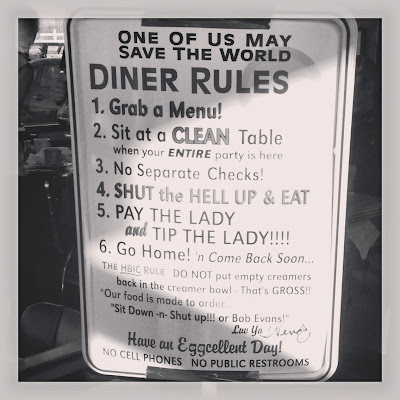 ONE OF US MAY
SAVE THE WORLD
DINER RULES
1. Grab a Menu!
2. Sit at a CLEAN Table
when your ENTIRE party is here
3. No Separate Checks!
4. SHUT the HELL UP & EAT
5. PAY THE LADY
and TIP THE LADY!!!!
6. Go Home! 'n Come Back Soon...
THE HBIC RULE DO NOT put empty creamers
back in the creamer bowl - That's GROSS!!
"Our food is made to order...
"Sit Down -n- Shut up!!! or Bob Evans!"
Luv Ya!
Have an Eggcellent Day!
NO CELL PHONES NO PUBLIC RESTROOMS